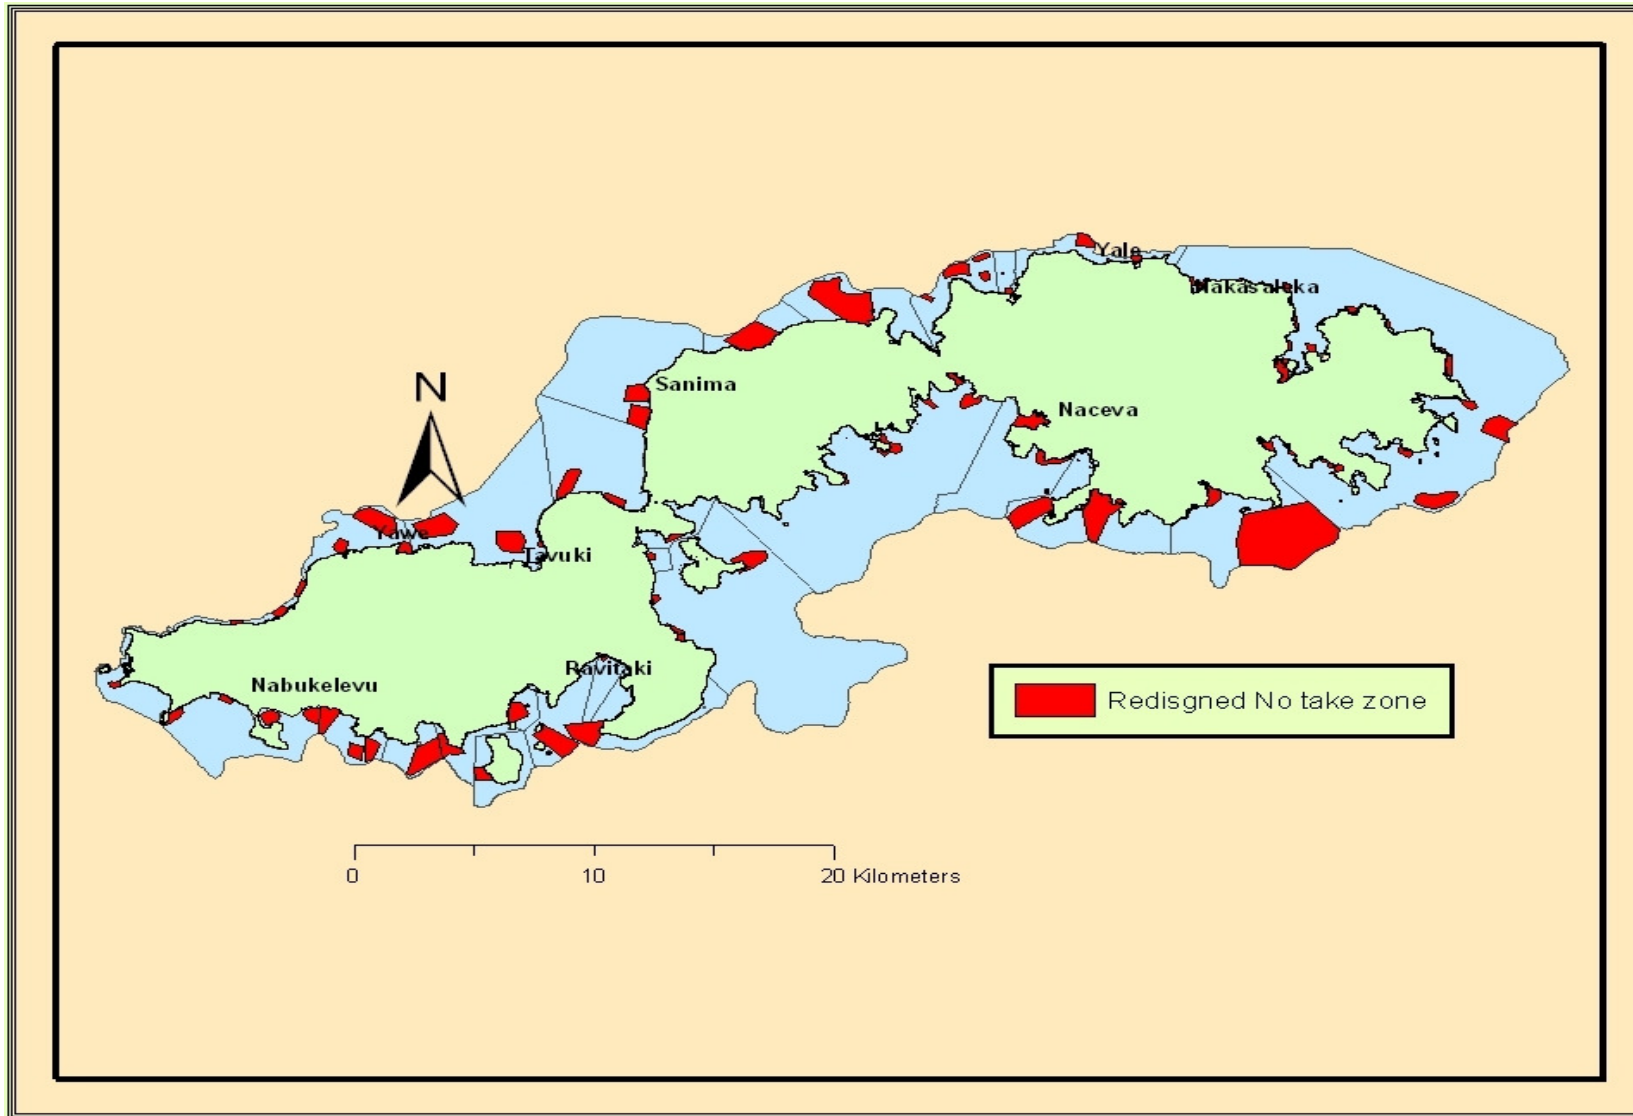 Yale
Nakasaleka
N
Sanima
Naceva
Yawe
Tavuki
Ravitaki
Nabukelevu
Redisgned No take zone
0 10 20 Kilometers